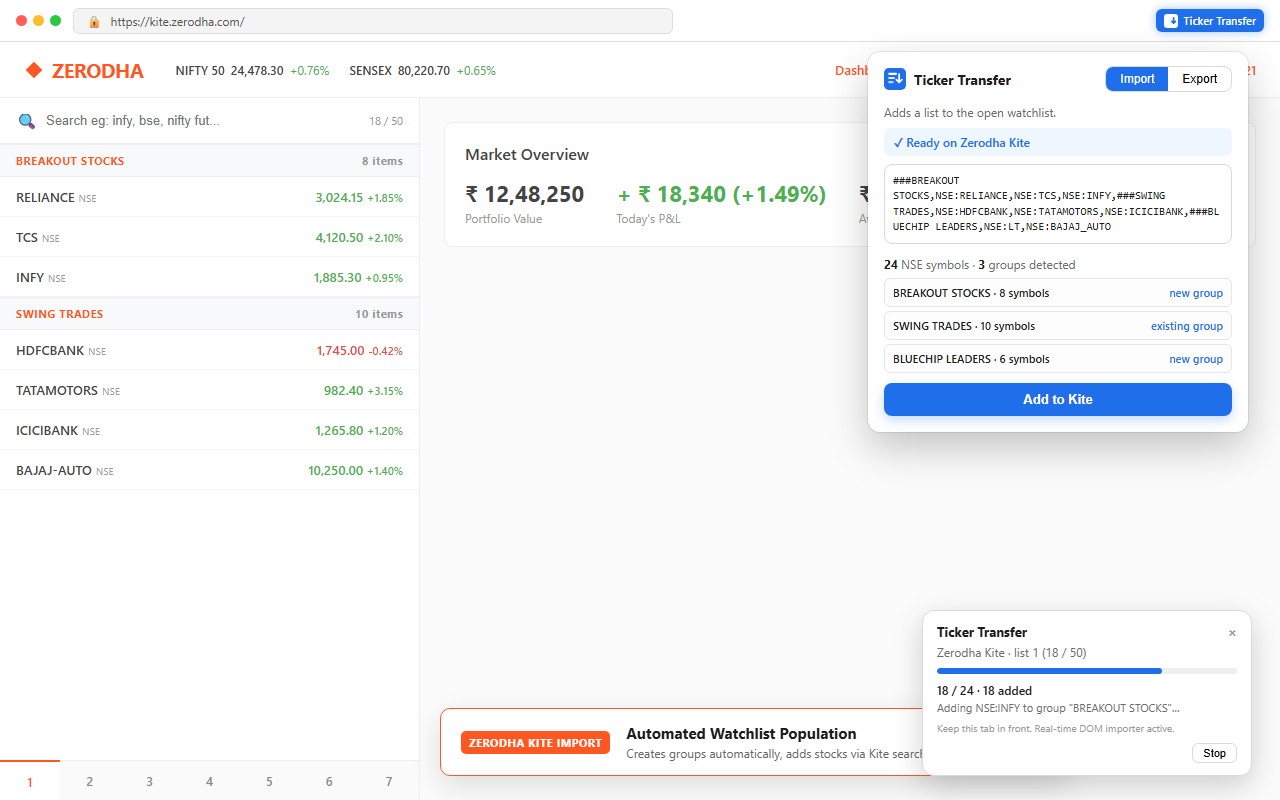 https://kite.zerodha.com/
Ticker Transfer
ZERODHA
NIFTY 50 24,478.30 +0.76%
SENSEX 80,220.70 +0.65%
21
Search eg: infy, bse, nifty fut...
18 / 50
BREAKOUT STOCKS
8 items
RELIANCE NSE
3,024.15 +1.85%
TCS NSE
4,120.50 +2.10%
INFY NSE
1,885.30 +0.95%
SWING TRADES
10 items
HDFCBANK NSE
1,745.00 -0.42%
TATAMOTORS NSE
982.40 +3.15%
ICICIBANK NSE
1,265.80 +1.20%
BAJAJ-AUTO NSE
10,250.00 +1.40%
1 2 3 4 5 6 7
Market Overview
₹ 12,48,250
Portfolio Value
+ ₹ 18,340 (+1.49%)
Today's P&L
₹
Ticker Transfer
Import
Export
Adds a list to the open watchlist.
✓ Ready on Zerodha Kite
###BREAKOUT
STOCKS,NSE:RELIANCE,NSE:TCS,NSE:INFY,###SWING
TRADES,NSE:HDFCBANK,NSE:TATAMOTORS,NSE:ICICIBANK,###BL
UECHIP LEADERS,NSE:LT,NSE:BAJAJ_AUTO
24 NSE symbols · 3 groups detected
BREAKOUT STOCKS · 8 symbols
new group
SWING TRADES · 10 symbols
existing group
BLUECHIP LEADERS · 6 symbols
new group
Add to Kite
ZERODHA KITE IMPORT
Automated Watchlist Population
Creates groups automatically, adds stocks via Kite search
Ticker Transfer
×
Zerodha Kite · list 1 (18 / 50)
18 / 24 · 18 added
Adding NSE:INFY to group "BREAKOUT STOCKS"...
Keep this tab in front. Real-time DOM importer active.
Stop